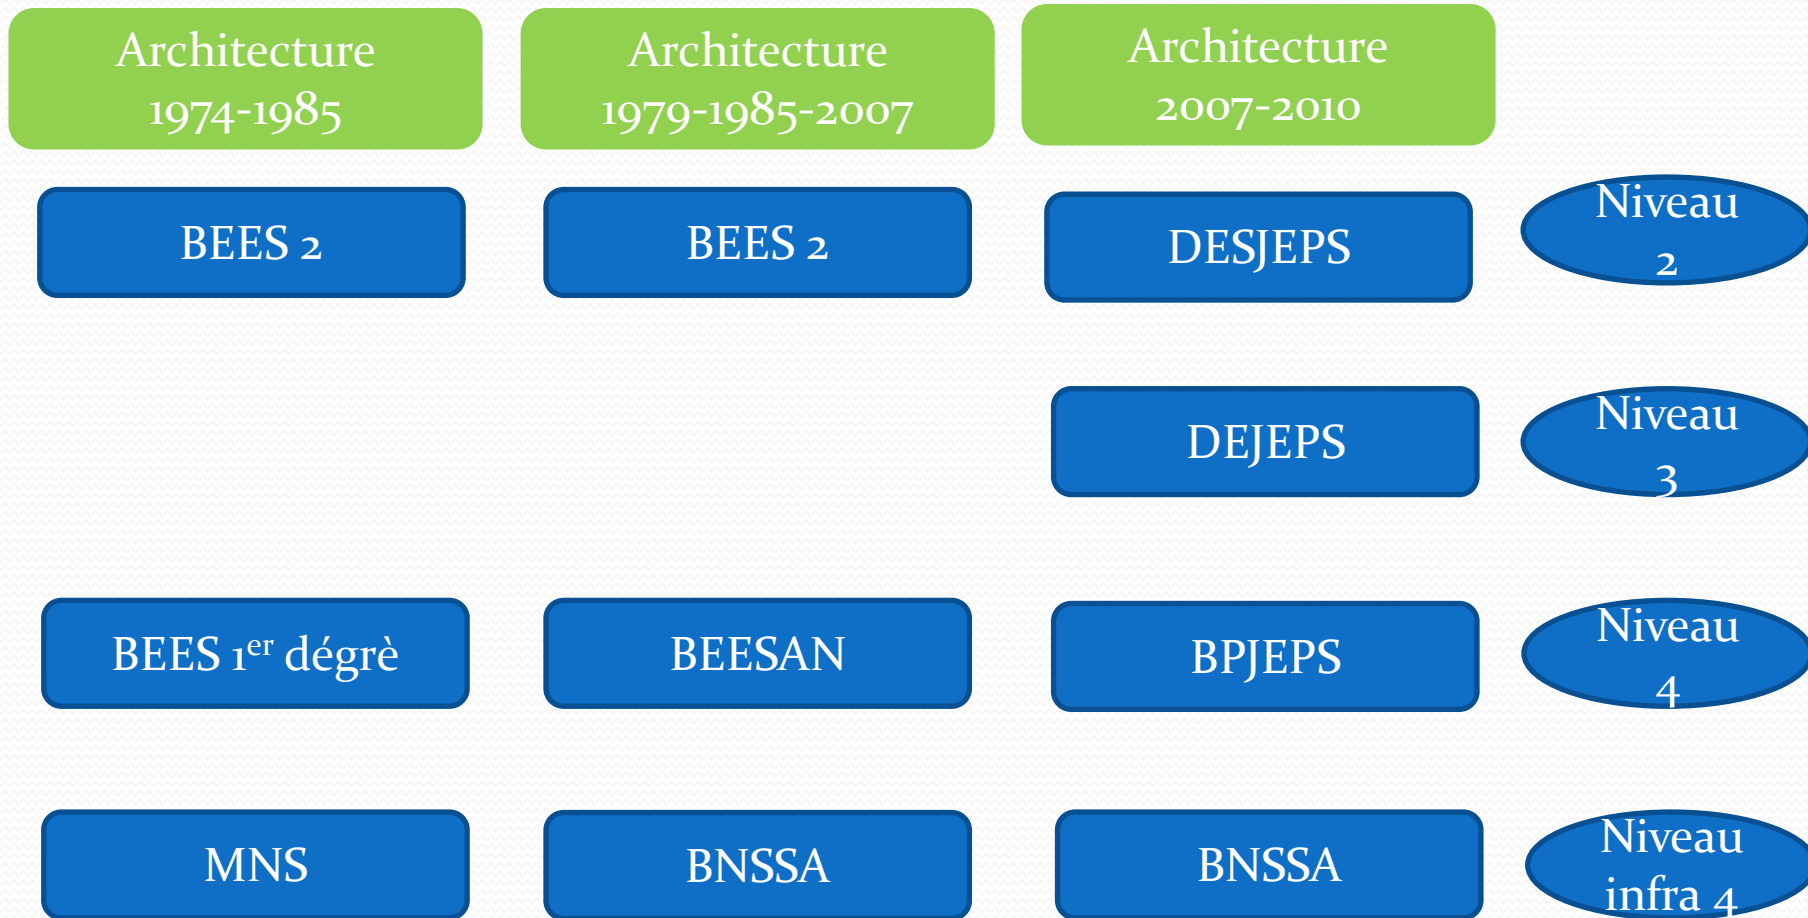 Architecture
1974-1985
Architecture
1979-1985-2007
Architecture
2007-2010
BEES 2
BEES 2
DESJEPS
Niveau
2
DEJEPS
Niveau
3
BEES 1er dégrè
BEESAN
BPJEPS
Niveau
4
MNS
BNSSA
BNSSA
Niveau
infra 4